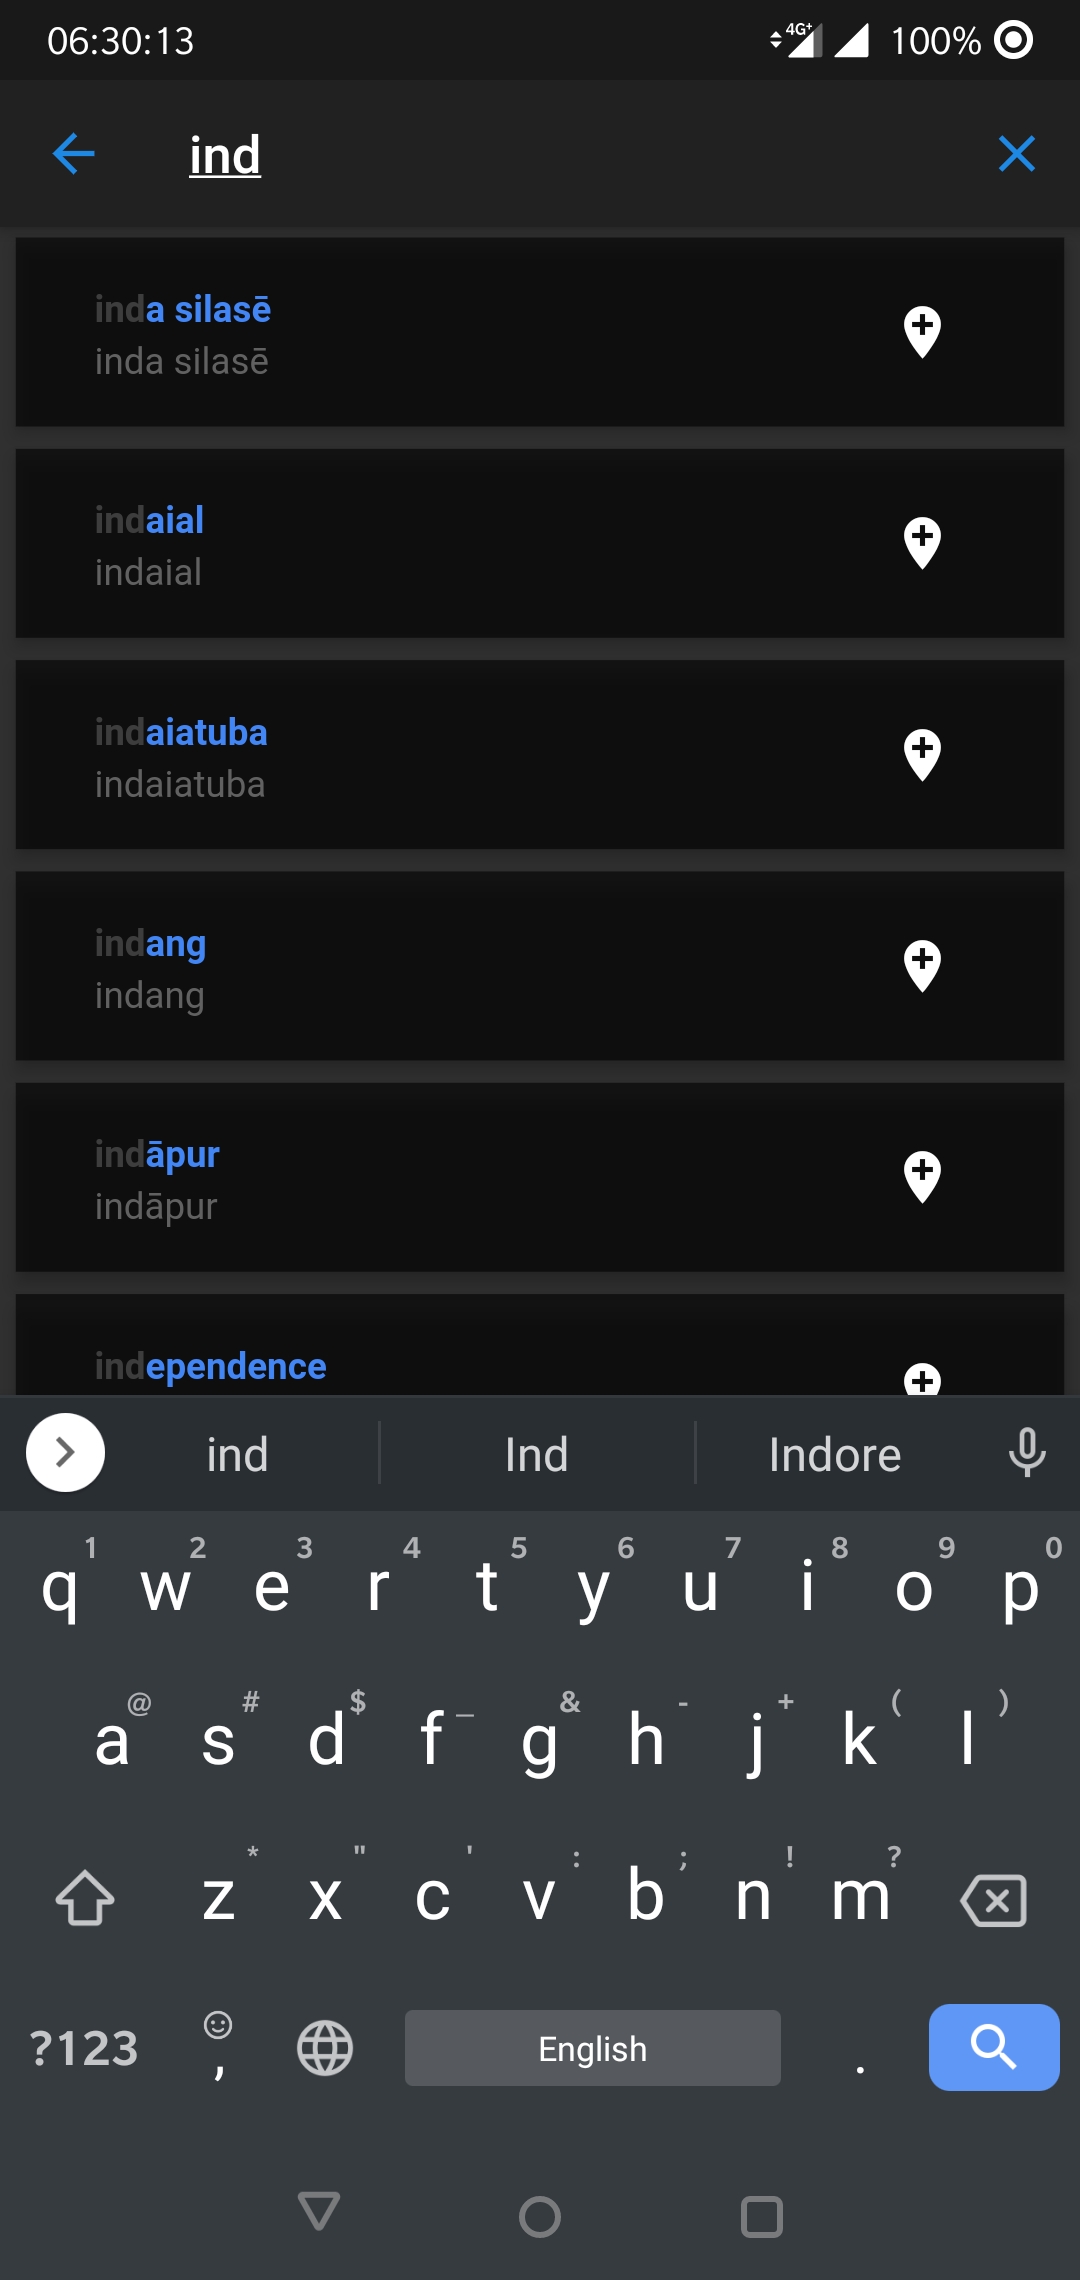 06:30:13 4G+ 100%
ind
inda silasē
inda silasē
indaial
indaial
indaiatuba
indaiatuba
indang
indang
indāpur
indāpur
independence
ind Ind Indore
1 2 3 4 5 6 7 8 9 0
q w e r t y u i o p
@ # $ _ & - + ( )
a s d f g h j k l
* " ' : ; ! ?
z x c v b n m
?123 , English .